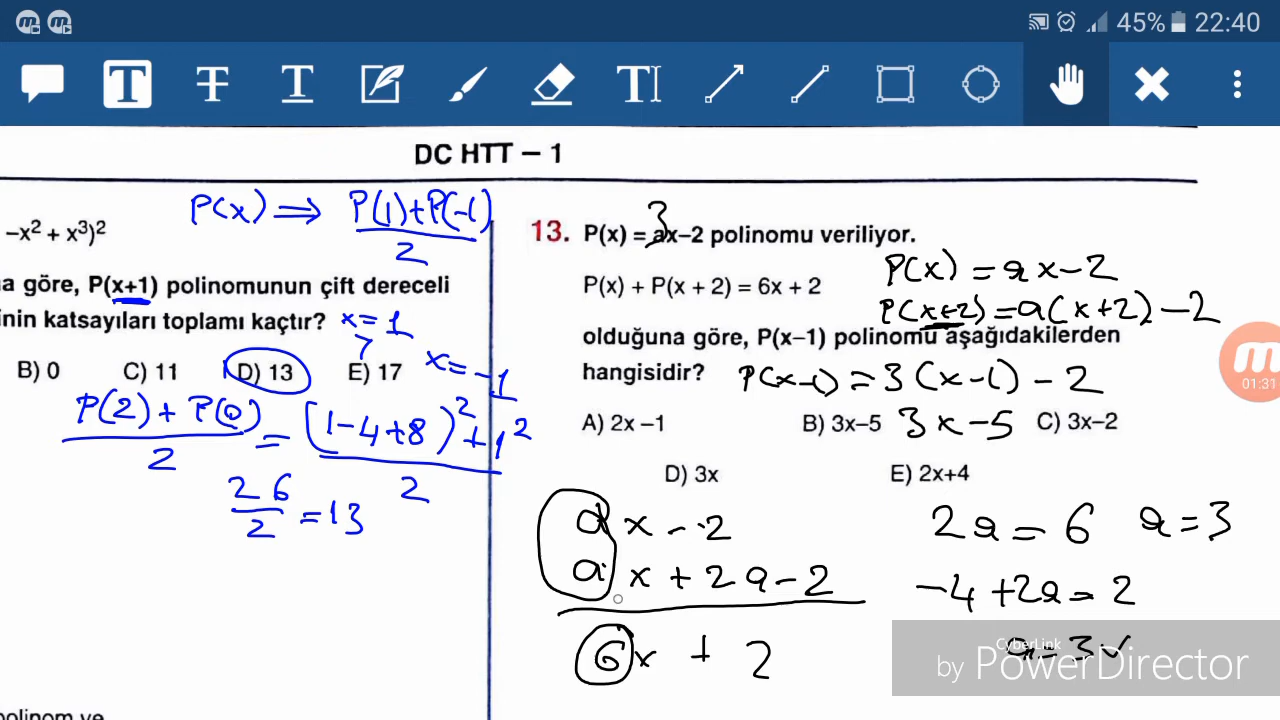 45% 22:40
T T T TI
DC HTT – 1
P(x) ⇒ P(1)+P(-1) / 2
–x² + x³)²
a göre, P(x+1) polinomunun çift dereceli
inin katsayıları toplamı kaçtır?
x=1
7
x=-1
B) 0 C) 11 D) 13 E) 17
P(2)+P(0) / 2 = (1-4+8)²+1² / 2
26 / 2 = 13
polinom ve
13. P(x) = ax–2 polinomu veriliyor.
3
P(x) + P(x + 2) = 6x + 2
P(x) = ax-2
P(x+2) = a(x+2)-2
olduğuna göre, P(x–1) polinomu aşağıdakilerden
hangisidir?
P(x-1) = 3(x-1)-2
A) 2x –1 B) 3x–5 3x-5 C) 3x–2
D) 3x E) 2x+4
ax-2
ax+2a-2
6x+2
2a=6 a=3
-4+2a=2
a=3✓
CyberLink
by PowerDirector
01:31